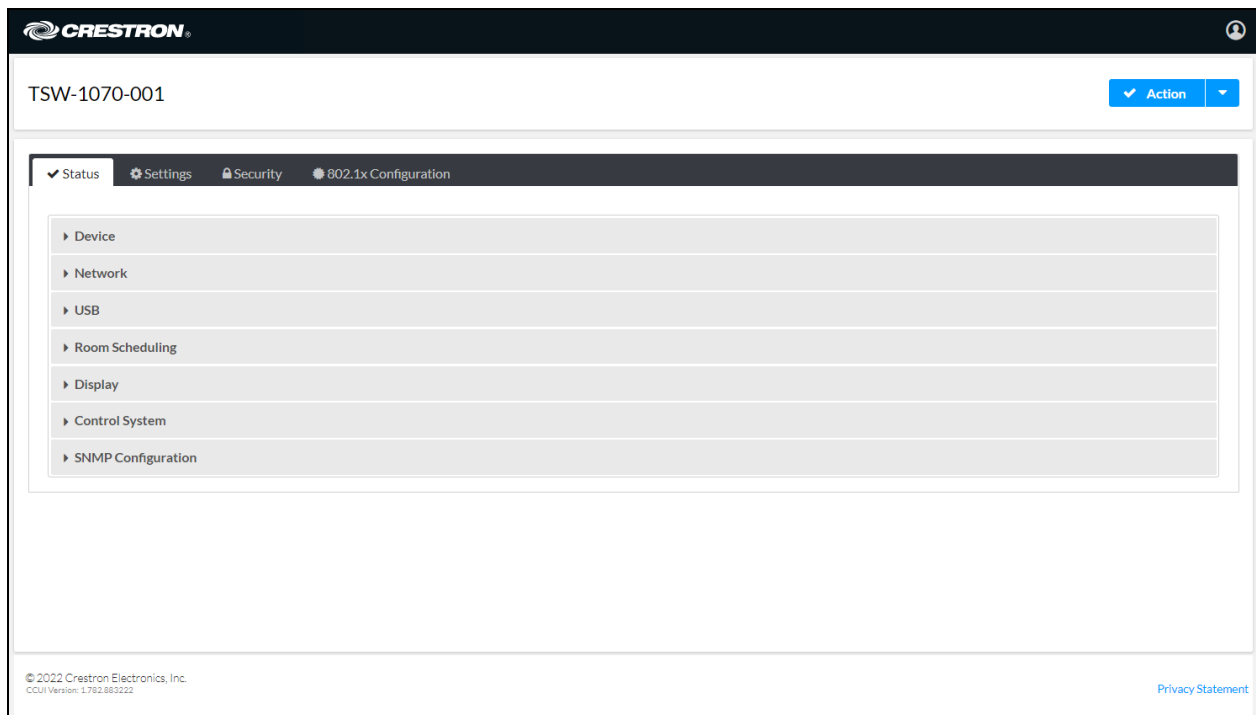 CRESTRON®
TSW-1070-001
Action
Status Settings Security 802.1x Configuration
Device
Network
USB
Room Scheduling
Display
Control System
SNMP Configuration
© 2022 Crestron Electronics, Inc.
CCUI Version: 1.782.883222
Privacy Statement